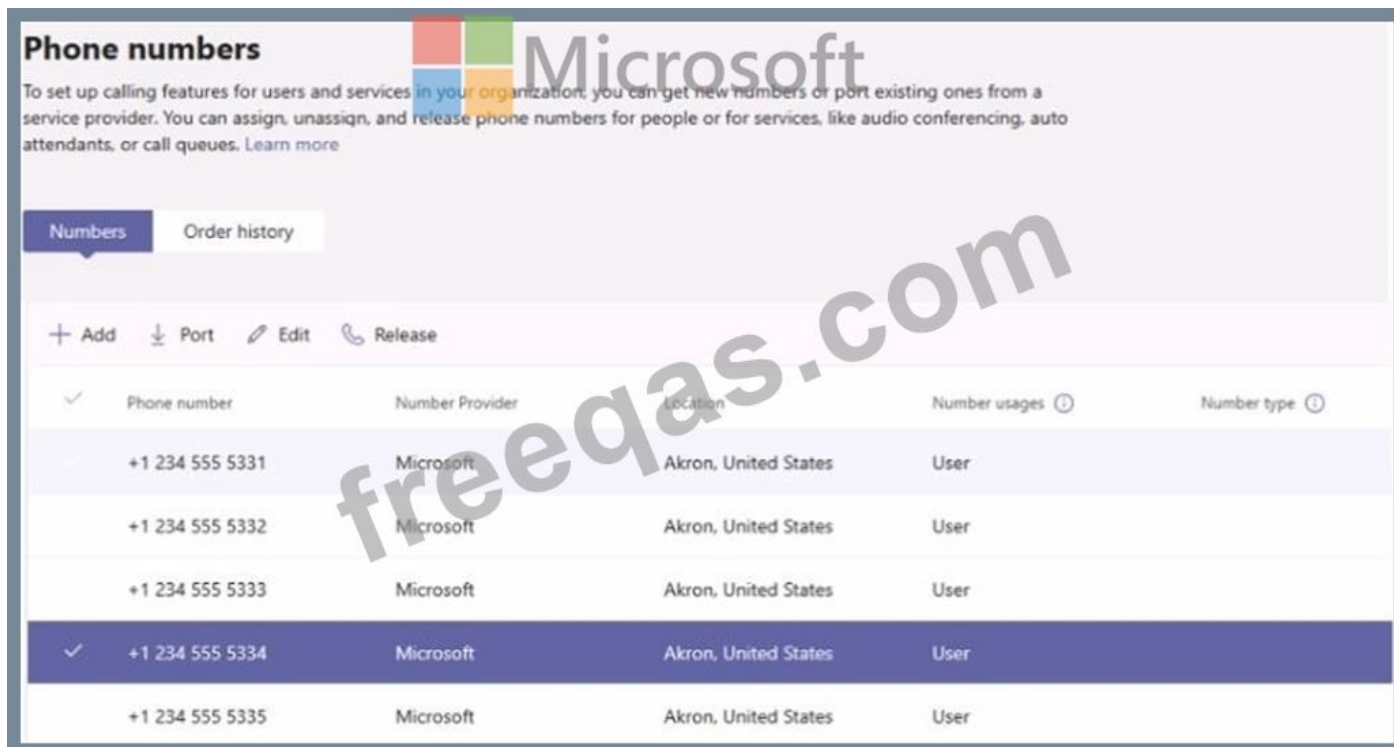 Phone numbers
Microsoft
To set up calling features for users and services in your organization, you can get new numbers or port existing ones from a
service provider. You can assign, unassign, and release phone numbers for people or for services, like audio conferencing, auto
attendants, or call queues. Learn more
Numbers Order history
freeqas.com
Add Port Edit Release
Phone number Number Provider Location Number usages Number type
+1 234 555 5331 Microsoft Akron, United States User
+1 234 555 5332 Microsoft Akron, United States User
+1 234 555 5333 Microsoft Akron, United States User
+1 234 555 5334 Microsoft Akron, United States User
+1 234 555 5335 Microsoft Akron, United States User